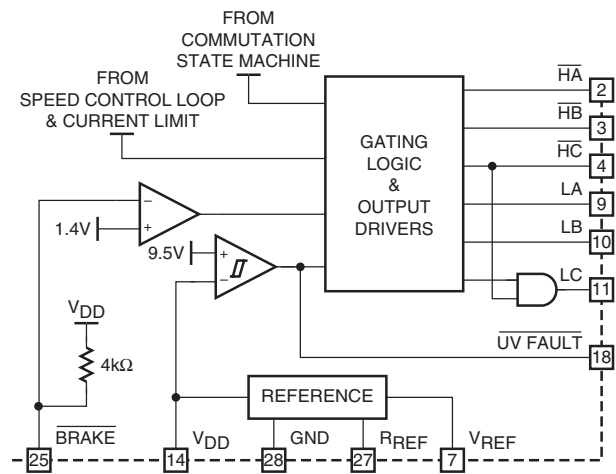 FROM
COMMUTATION
STATE MACHINE
FROM
SPEED CONTROL LOOP
& CURRENT LIMIT
GATING
LOGIC
&
OUTPUT
DRIVERS
HA
2
HB
3
HC
4
LA
9
LB
10
LC
11
UV FAULT
18
−
+
1.4V
9.5V
+
−
VDD
4kΩ
REFERENCE
25
BRAKE
14
VDD
28
GND
27
RREF
7
VREF